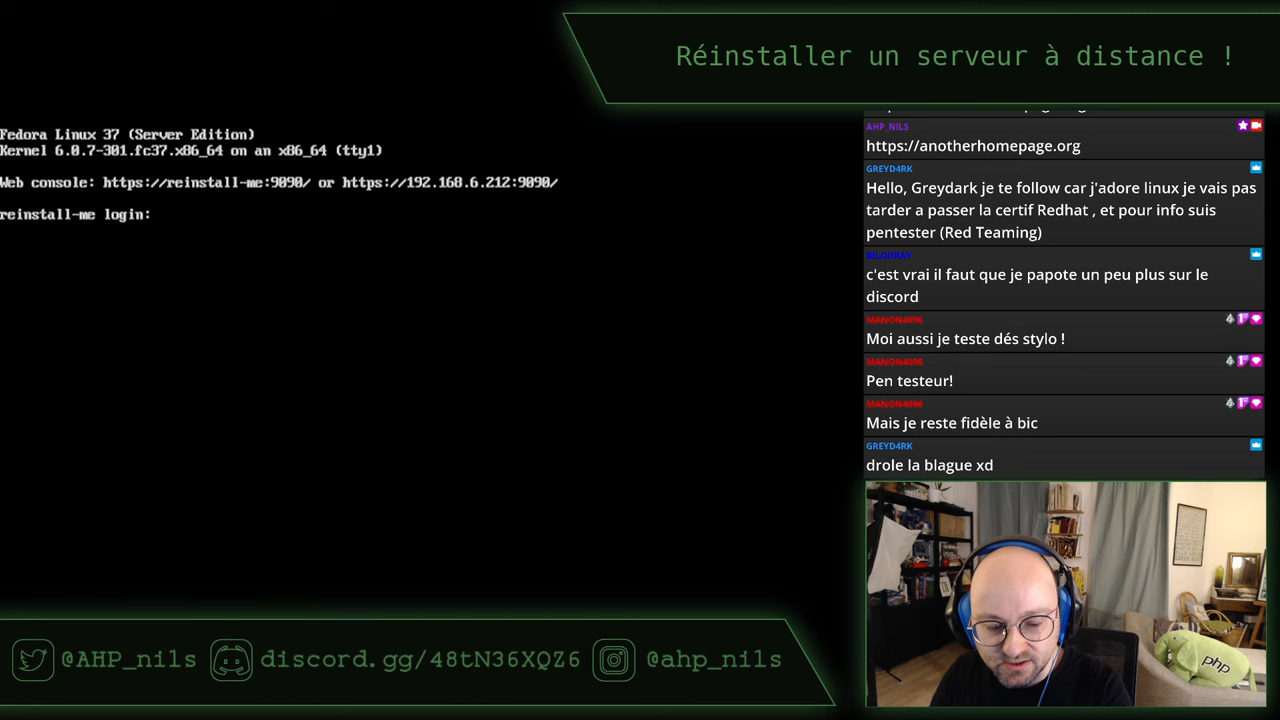 Réinstaller un serveur à distance !
Fedora Linux 37 (Server Edition)
Kernel 6.0.7-301.fc37.x86_64 on an x86_64 (tty1)
Web console: https://reinstall-me:9090/ or https://192.168.6.212:9090/
reinstall-me login:
AHP_NILS
https://anotherhomepage.org
GREYD4RK
Hello, Greydark je te follow car j'adore linux je vais pas
tarder a passer la certif Redhat , et pour info suis
pentester (Red Teaming)
BILOURAY
c'est vrai il faut que je papote un peu plus sur le
discord
MANON4096
Moi aussi je teste dés stylo !
MANON4096
Pen testeur!
MANON4096
Mais je reste fidèle à bic
GREYD4RK
drole la blague xd
php
@AHP_nils
discord.gg/48tN36XQZ6
@ahp_nils